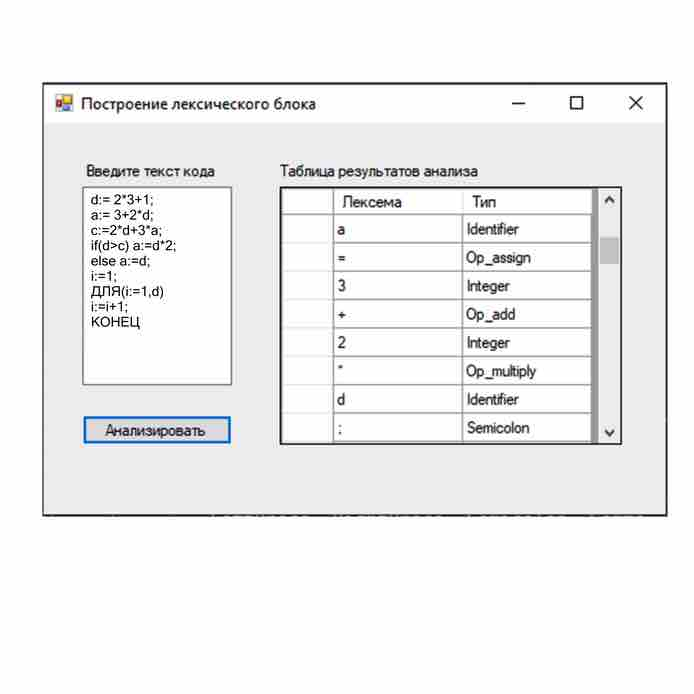 Построение лексического блока
Введите текст кода
d:= 2*3+1;
a:= 3+2*d;
c:=2*d+3*a;
if(d>c) a:=d*2;
else a:=d;
i:=1;
ДЛЯ(i:=1,d)
i:=i+1;
КОНЕЦ
Анализировать
Таблица результатов анализа
Лексема Тип
a Identifier
= Op_assign
3 Integer
+ Op_add
2 Integer
* Op_multiply
d Identifier
; Semicolon